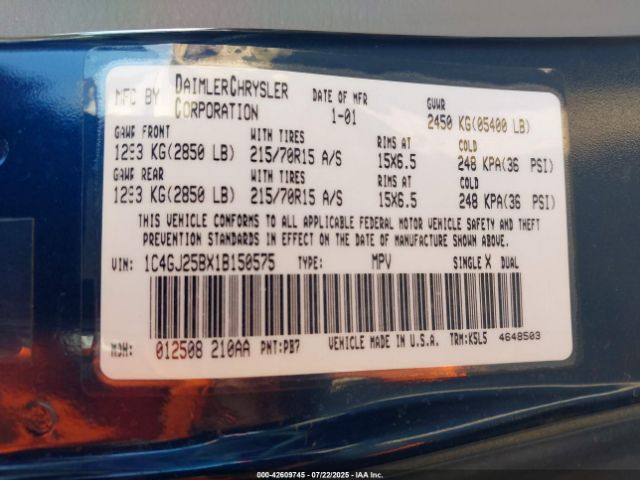 MFG BY DAIMLERCHRYSLER CORPORATION DATE OF MFR 1-01 GVWR 2450 KG(05400 LB)
GAWR FRONT WITH TIRES RIMS AT COLD
1293 KG(2850 LB) 215/70R15 A/S 15X6.5 248 KPA(36 PSI)
GAWR REAR WITH TIRES RIMS AT COLD
1293 KG(2850 LB) 215/70R15 A/S 15X6.5 248 KPA(36 PSI)
THIS VEHICLE CONFORMS TO ALL APPLICABLE FEDERAL MOTOR VEHICLE SAFETY AND THEFT
PREVENTION STANDARDS IN EFFECT ON THE DATE OF MANUFACTURE SHOWN ABOVE.
VIN: 1C4GJ25BX1B150575 TYPE: MPV SINGLE X DUAL
MDH: 012508 210AA PNT:PB7 VEHICLE MADE IN U.S.A. TRM:K5L5 4648503
000-42609745 - 07/22/2025 - IAA Inc.